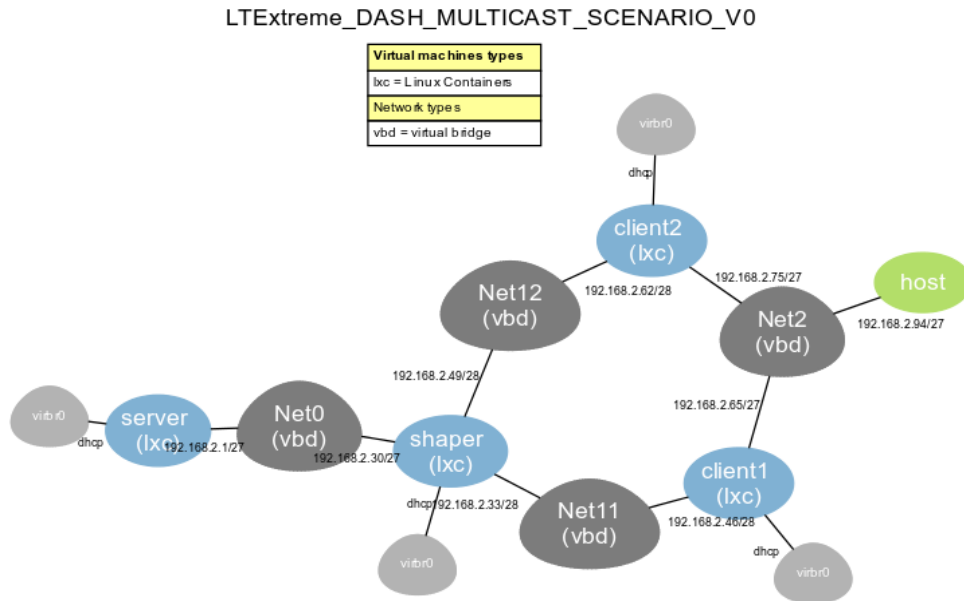 LTExtreme_DASH_MULTICAST_SCENARIO_V0
Virtual machines types
lxc = Linux Containers
Network types
vbd = virtual bridge
virbr0
dhcp
client2
(lxc)
192.168.2.75/27
192.168.2.62/28
host
192.168.2.94/27
Net12
(vbd)
Net2
(vbd)
192.168.2.49/28
192.168.2.65/27
virbr0
dhcp
server
(lxc)
192.168.2.1/27
Net0
(vbd)
192.168.2.30/27
shaper
(lxc)
dhcp
192.168.2.33/28
virbr0
Net11
(vbd)
192.168.2.46/28
client1
(lxc)
dhcp
virbr0